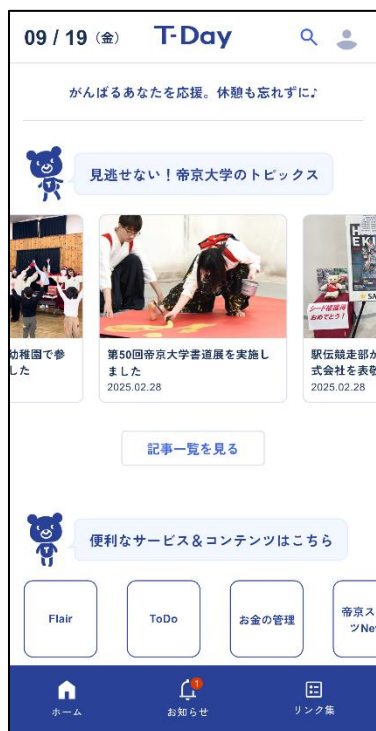 09 / 19 (金)
T-Day
がんばるあなたを応援。休憩も忘れずに♪
見逃せない！帝京大学のトピックス
幼稚園で参
した
第50回帝京大学書道展を実施し
ました
2025.02.28
シード権獲得
おめでとう！
駅伝競走部が
式会社を表敬
2025.02.28
記事一覧を見る
便利なサービス＆コンテンツはこちら
Flair
ToDo
お金の管理
帝京ス
ツNe
ホーム
1
お知らせ
リンク集